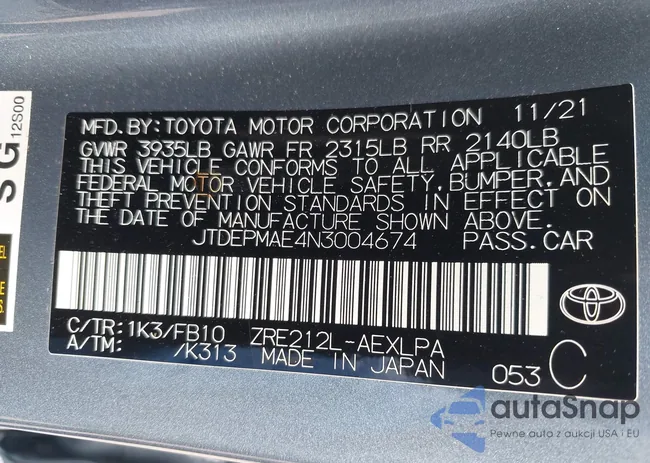 SG
12S00
MFD.BY:TOYOTA MOTOR CORPORATION 11/21
GVWR 3935LB GAWR FR 2315LB RR 2140LB
THIS VEHICLE CONFORMS TO ALL APPLICABLE
FEDERAL MOTOR VEHICLE SAFETY,BUMPER,AND
THEFT PREVENTION STANDARDS IN EFFECT ON
THE DATE OF MANUFACTURE SHOWN ABOVE.
JTDEPMAE4N3004674 PASS.CAR
C/TR:1K3/FB10 ZRE212L-AEXLPA
A/TM: /K313 MADE IN JAPAN 053 C
autaSnap
Pewne auta z aukcji USA i EU